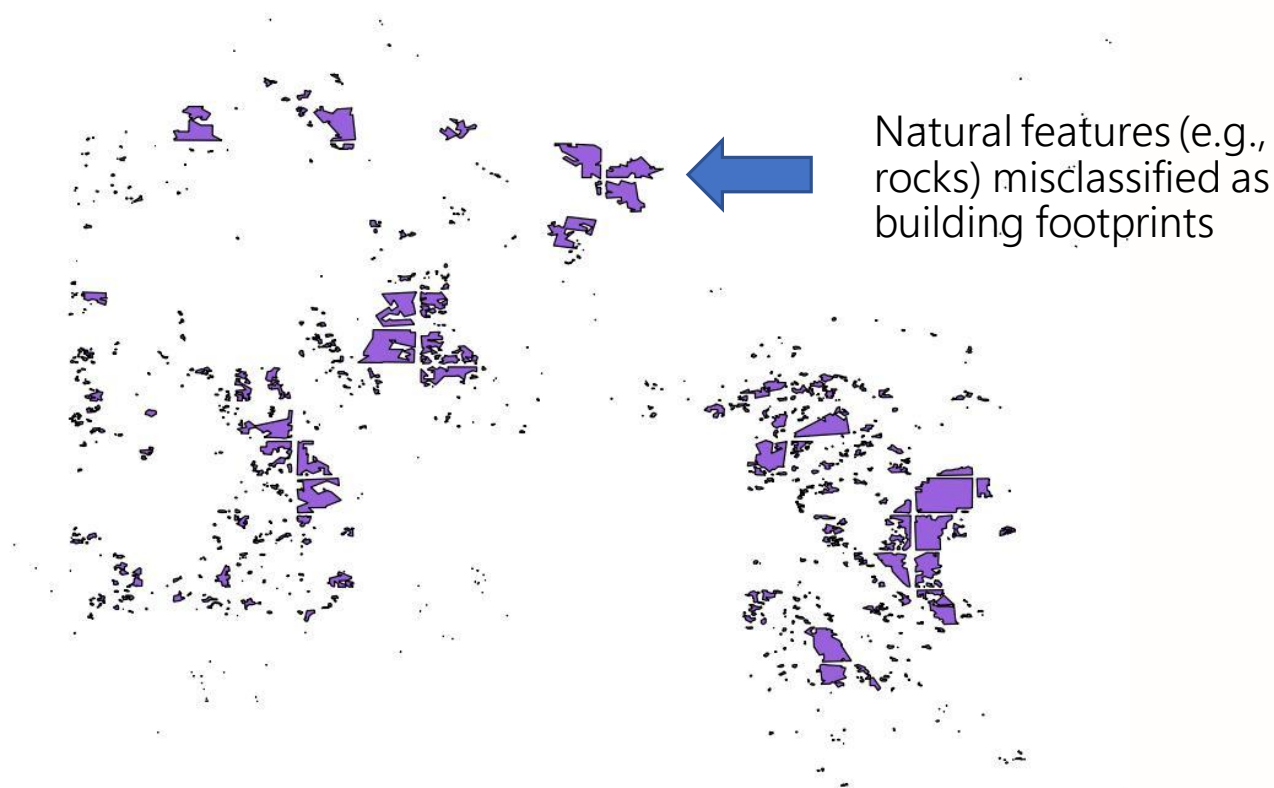 Natural features (e.g.,
rocks) misclassified as
building footprints